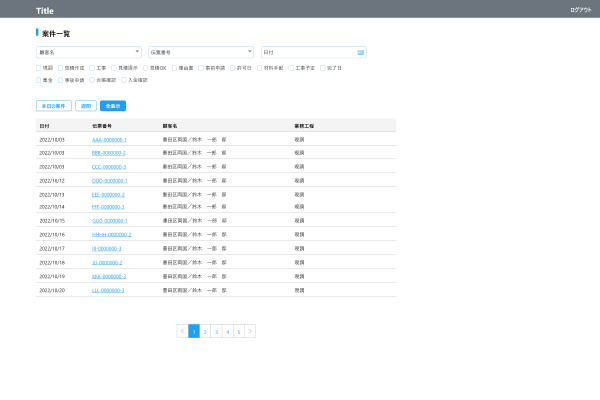 Title ログアウト
案件一覧
顧客名 伝票番号 日付
現調 見積作成 工事 見積提示 見積OK 理由書 事前申請 許可日 材料手配 工事予定 完了日
集金 事後申請 台帳確認 入金確認
本日の案件 週間 全表示
日付 伝票番号 顧客名 業務工程
2022/10/03 AAA-0000000-1 墨田区両国／鈴木 一郎 邸 現調
2022/10/03 BBB-0000000-2 墨田区両国／鈴木 一郎 邸 現調
2022/10/03 CCC-0000000-3 墨田区両国／鈴木 一郎 邸 現調
2022/10/12 DDD-0000000-1 墨田区両国／鈴木 一郎 邸 現調
2022/10/13 EEE-0000000-2 墨田区両国／鈴木 一郎 邸 現調
2022/10/14 FFF-0000000-3 墨田区両国／鈴木 一郎 邸 現調
2022/10/15 GGG-0000000-1 墨田区両国／鈴木 一郎 邸 現調
2022/10/16 HHHH-0000000-2 墨田区両国／鈴木 一郎 邸 現調
2022/10/17 III-0000000-3 墨田区両国／鈴木 一郎 邸 現調
2022/10/18 JJJ-0000000-2 墨田区両国／鈴木 一郎 邸 現調
2022/10/19 KKK-0000000-3 墨田区両国／鈴木 一郎 邸 現調
2022/10/20 LLL-0000000-3 墨田区両国／鈴木 一郎 邸 現調
< 1 2 3 4 5 >